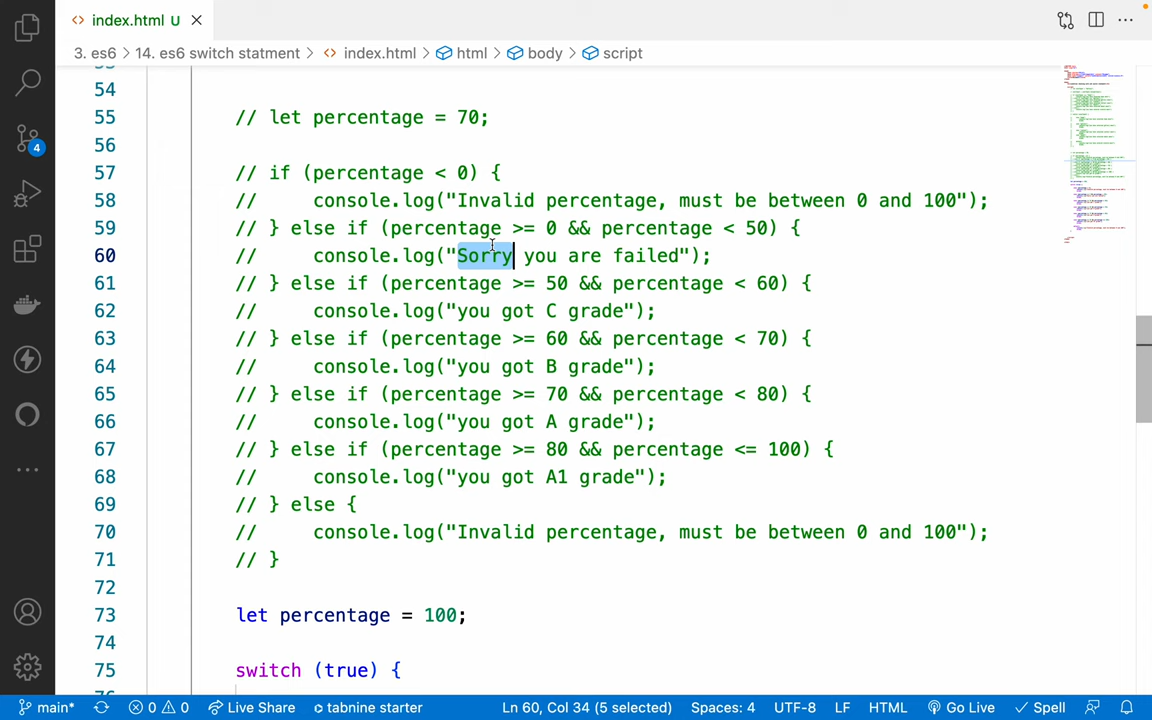 index.html U
3. es6 > 14. es6 switch statment > index.html > html > body > script
54
55 // let percentage = 70;
56
57 // if (percentage < 0) {
58 //     console.log("Invalid percentage, must be between 0 and 100");
59 // } else if (percentage >= 0 && percentage < 50) {
60 //     console.log("Sorry you are failed");
61 // } else if (percentage >= 50 && percentage < 60) {
62 //     console.log("you got C grade");
63 // } else if (percentage >= 60 && percentage < 70) {
64 //     console.log("you got B grade");
65 // } else if (percentage >= 70 && percentage < 80) {
66 //     console.log("you got A grade");
67 // } else if (percentage >= 80 && percentage <= 100) {
68 //     console.log("you got A1 grade");
69 // } else {
70 //     console.log("Invalid percentage, must be between 0 and 100");
71 // }
72
73 let percentage = 100;
74
75 switch (true) {
4
main* 0 0 Live Share tabnine starter Ln 60, Col 34 (5 selected) Spaces: 4 UTF-8 LF HTML Go Live Spell